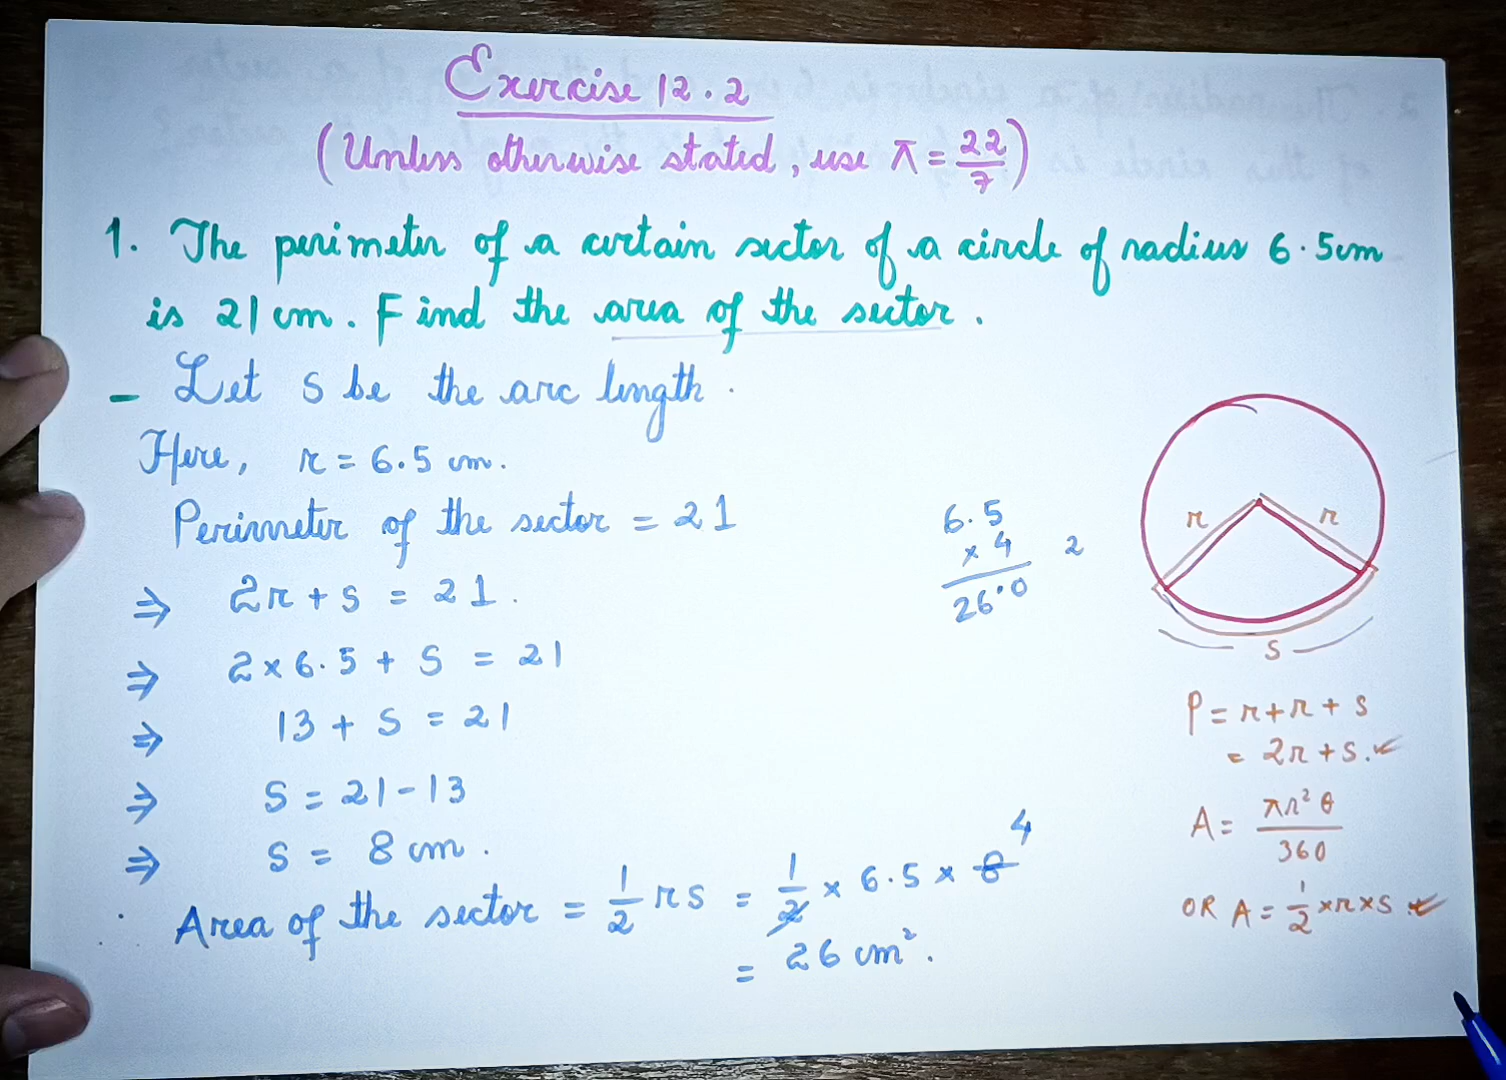 Exercise 12.2
(Unless otherwise stated, use π = 22/7)
1. The perimeter of a certain sector of a circle of radius 6.5cm
is 21 cm. Find the area of the sector.
- Let s be the arc length.
Here, r = 6.5 cm.
Perimeter of the sector = 21
⇒ 2r + s = 21.
⇒ 2 × 6.5 + s = 21
⇒ 13 + s = 21
⇒ s = 21 - 13
⇒ s = 8 cm.
Area of the sector = 1/2 rs = 1/2 × 6.5 × 8 4
= 26 cm².
6.5
× 4 2
26.0
r r
s
P = r + r + s
= 2r + s.
A = πr²θ/360
OR A = 1/2 × r × s